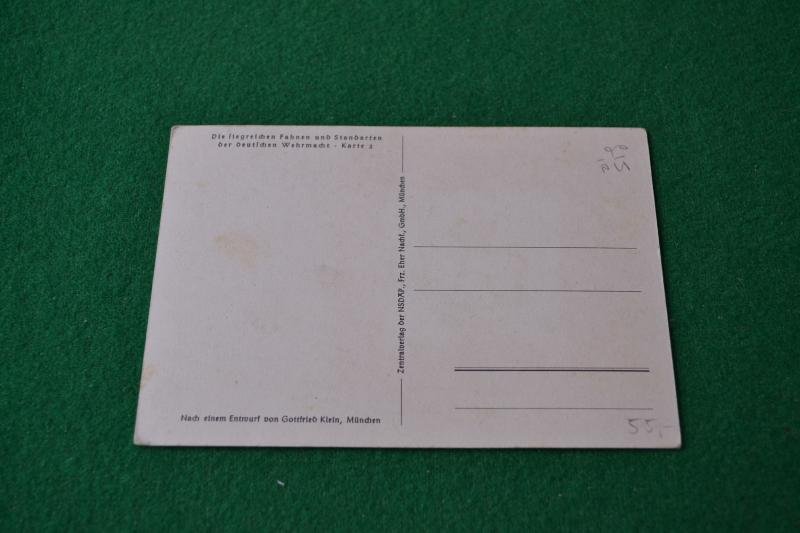 Die siegreichen Fahnen und Standarten
der deutschen Wehrmacht - Karte 2
Zentralverlag der NSDAP., Frz. Eher Nachf., GmbH., München
Nach einem Entwurf von Gottfried Klein, München
55,-